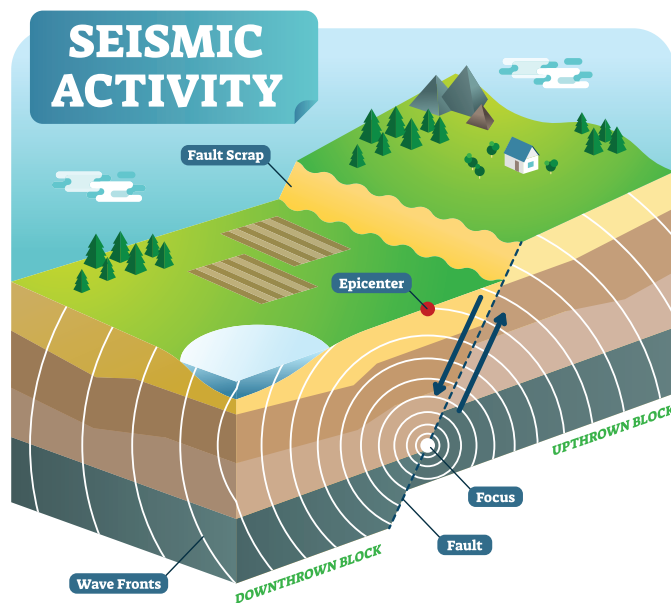 SEISMIC
ACTIVITY
Fault Scrap
Epicenter
UPTHROWN BLOCK
Focus
Fault
DOWNTHROWN BLOCK
Wave Fronts